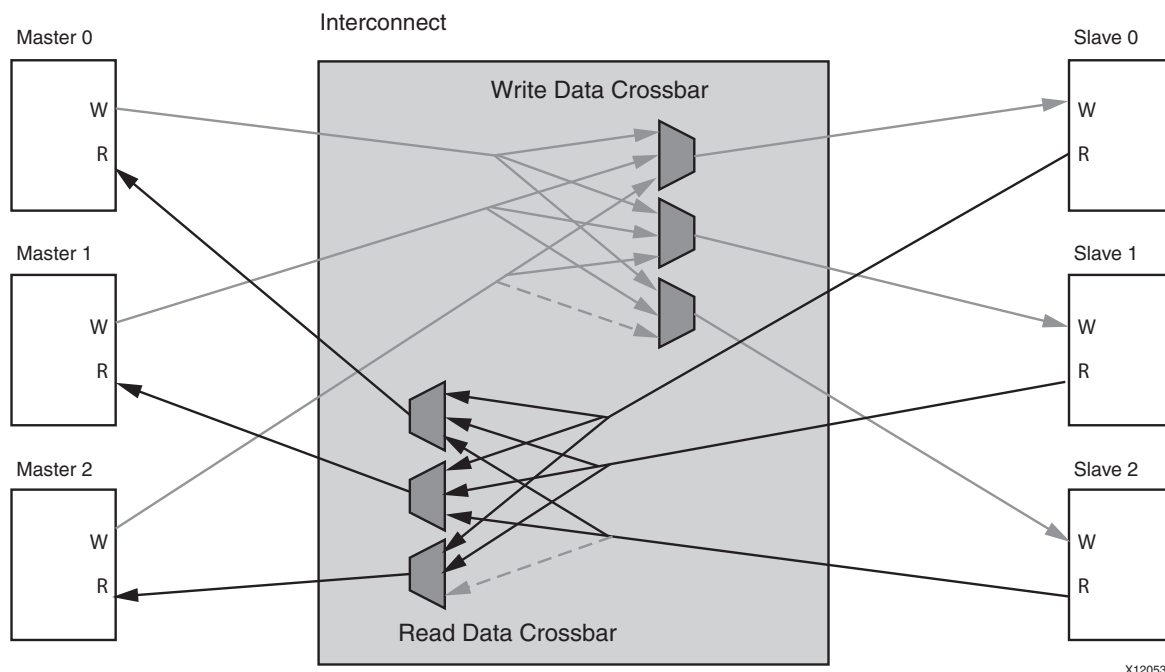 Interconnect
Master 0
Slave 0
Write Data Crossbar
W
R
W
R
Master 1
Slave 1
W
R
W
R
Master 2
Slave 2
W
R
W
R
Read Data Crossbar
X12053